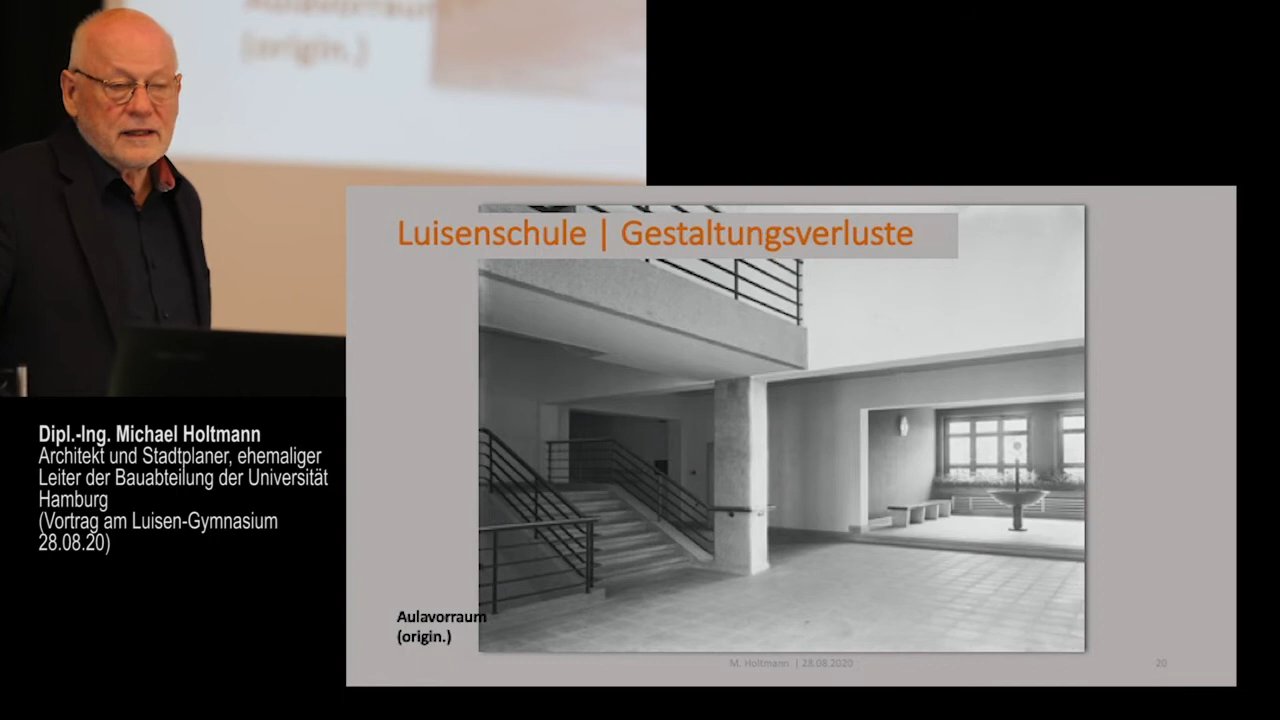 Aulavorraum
(origin.)
Luisenschule | Gestaltungsverluste
Dipl.-Ing. Michael Holtmann
Architekt und Stadtplaner, ehemaliger
Leiter der Bauabteilung der Universität
Hamburg
(Vortrag am Luisen-Gymnasium
28.08.20)
Aulavorraum
(origin.)
M. Holtmann | 28.08.2020
20